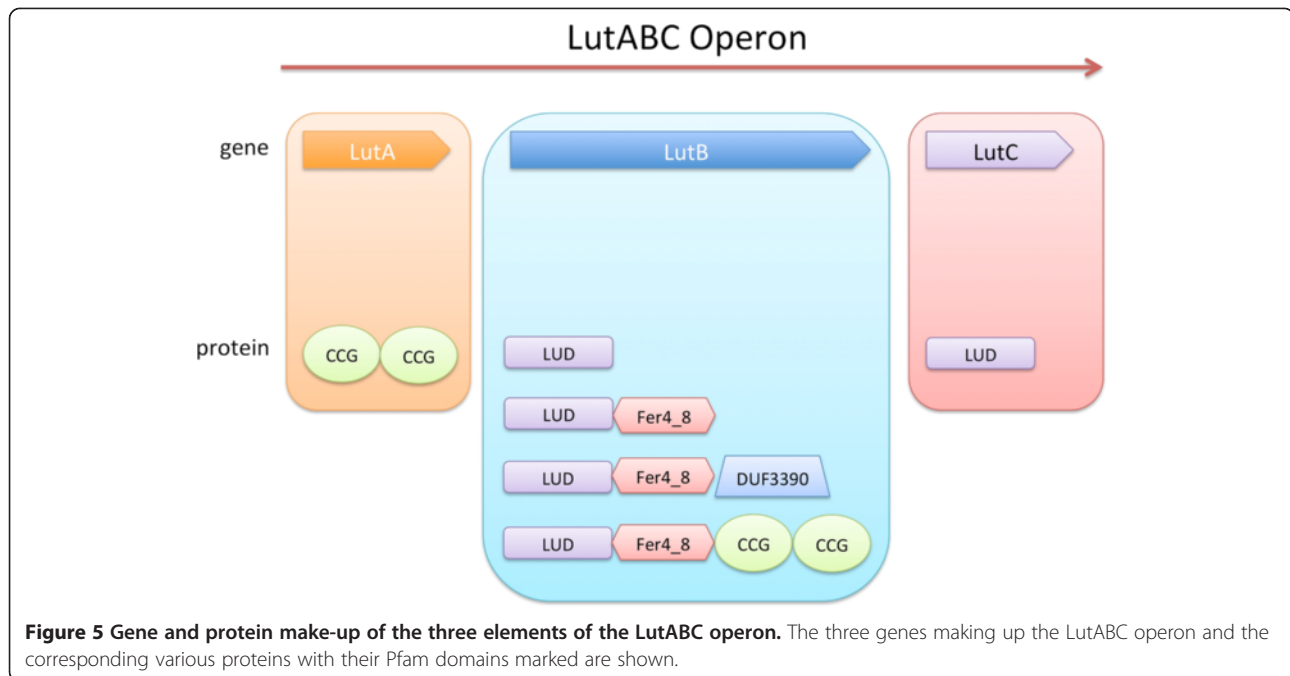 LutABC Operon
gene
LutA
LutB
LutC
protein
CCG CCG
LUD
LUD
LUD Fer4_8
LUD Fer4_8 DUF3390
LUD Fer4_8 CCG CCG
Figure 5 Gene and protein make-up of the three elements of the LutABC operon. The three genes making up the LutABC operon and the
corresponding various proteins with their Pfam domains marked are shown.